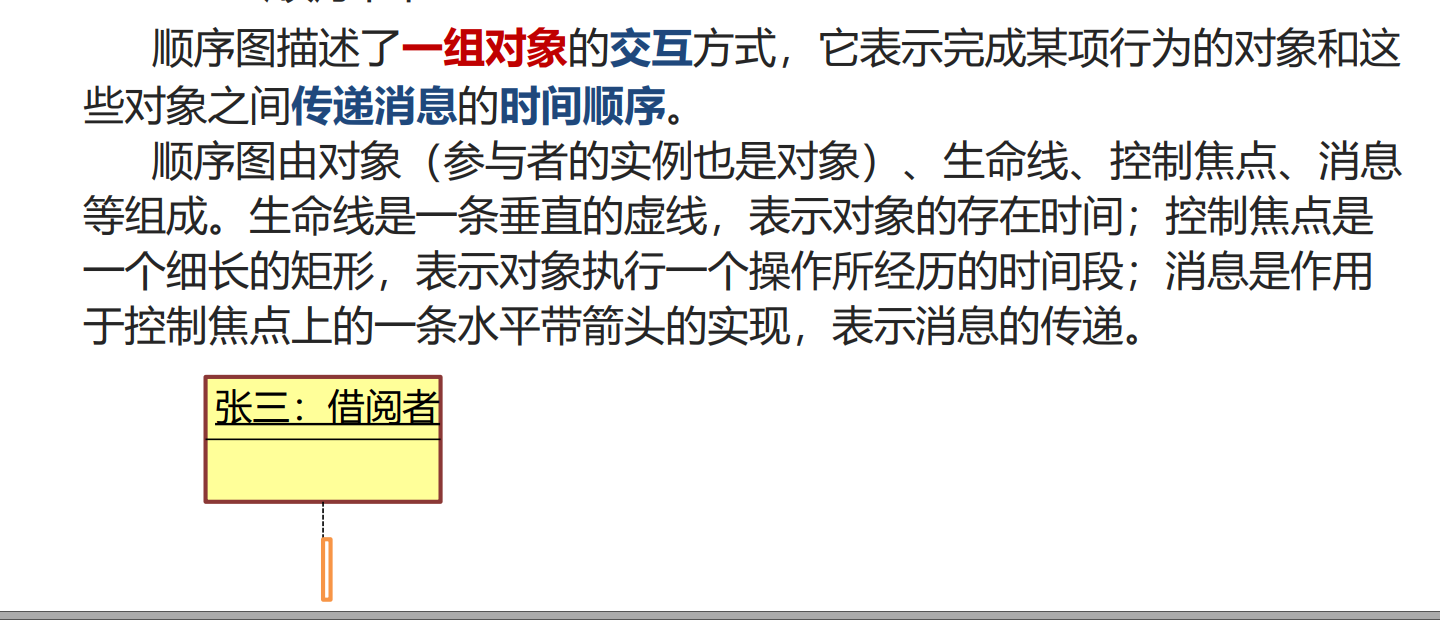 顺序图描述了一组对象的交互方式，它表示完成某项行为的对象和这
些对象之间传递消息的时间顺序。
顺序图由对象（参与者的实例也是对象）、生命线、控制焦点、消息
等组成。生命线是一条垂直的虚线，表示对象的存在时间；控制焦点是
一个细长的矩形，表示对象执行一个操作所经历的时间段；消息是作用
于控制焦点上的一条水平带箭头的实现，表示消息的传递。
张三：借阅者